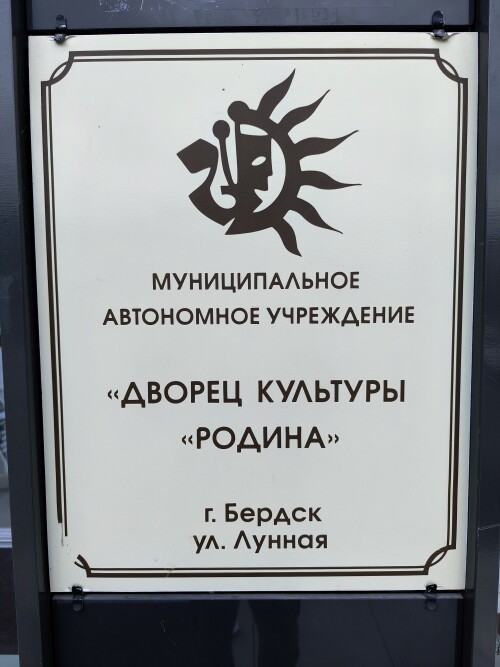 МУНИЦИПАЛЬНОЕ
АВТОНОМНОЕ УЧРЕЖДЕНИЕ
«ДВОРЕЦ КУЛЬТУРЫ
«РОДИНА»
г. Бердск
ул. Лунная